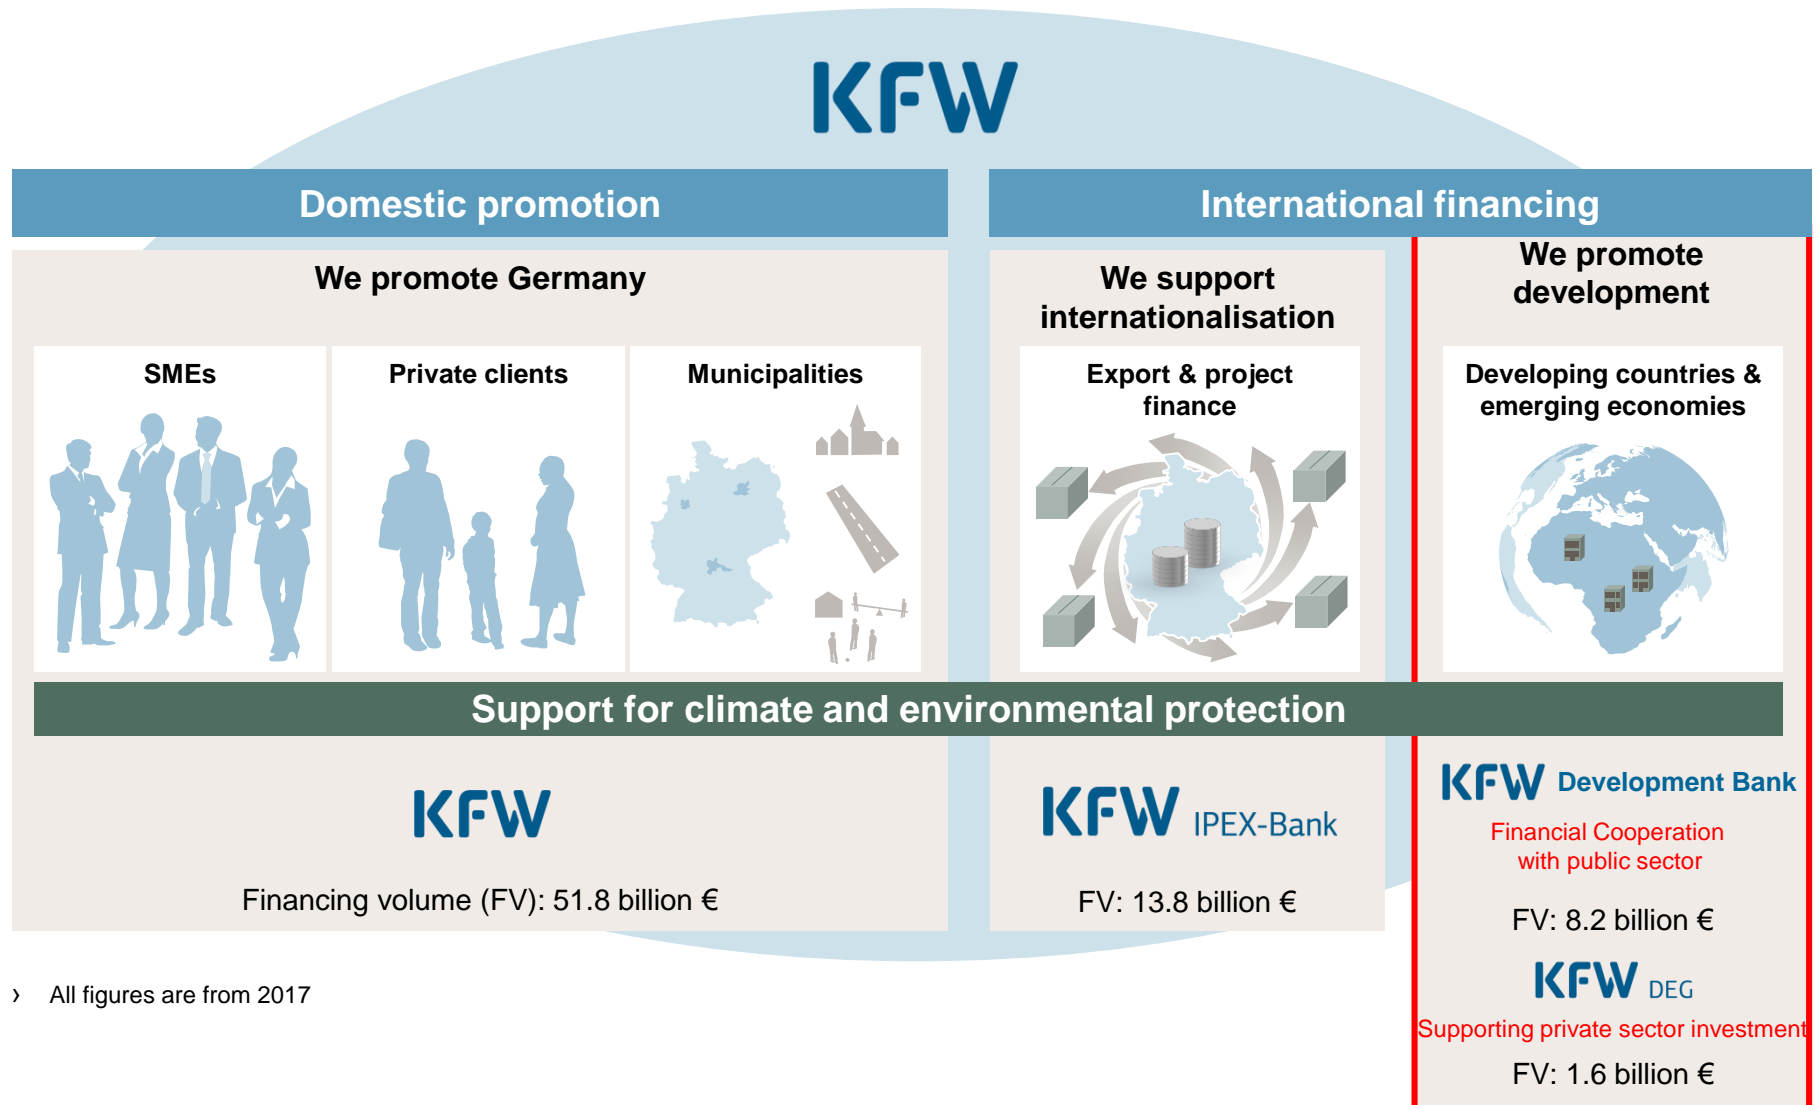 KFW
Domestic promotion
International financing
We promote Germany
We support
internationalisation
We promote
development
SMEs
Private clients
Municipalities
Export & project
finance
Developing countries &
emerging economies
Support for climate and environmental protection
KFW
Financing volume (FV): 51.8 billion €
KFW IPEX-Bank
FV: 13.8 billion €
KFW Development Bank
Financial Cooperation
with public sector
FV: 8.2 billion €
KFW DEG
Supporting private sector investment
FV: 1.6 billion €
› All figures are from 2017